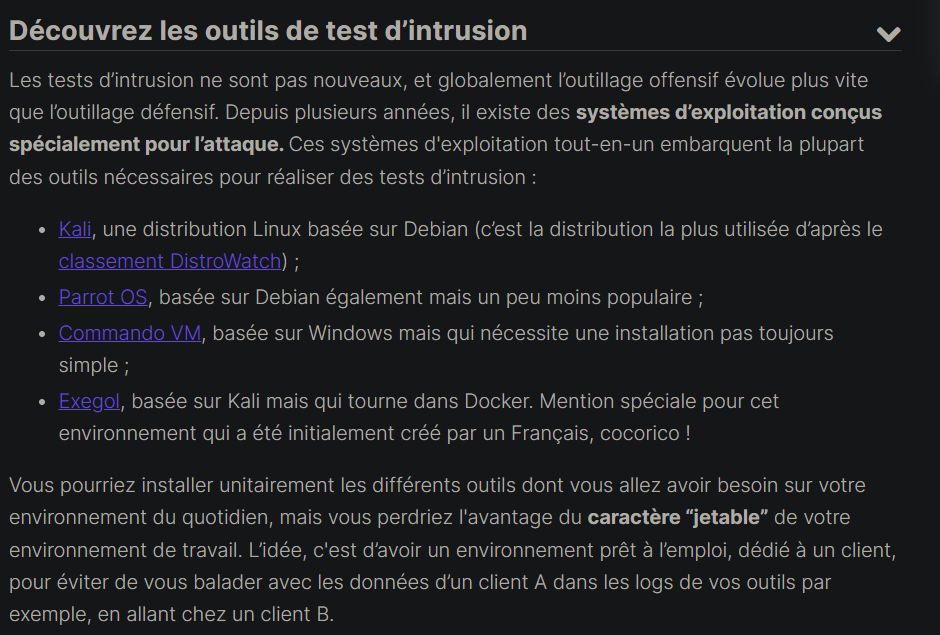 Découvrez les outils de test d’intrusion
Les tests d’intrusion ne sont pas nouveaux, et globalement l’outillage offensif évolue plus vite
que l’outillage défensif. Depuis plusieurs années, il existe des systèmes d’exploitation conçus
spécialement pour l’attaque. Ces systèmes d'exploitation tout-en-un embarquent la plupart
des outils nécessaires pour réaliser des tests d’intrusion :
• Kali, une distribution Linux basée sur Debian (c’est la distribution la plus utilisée d’après le
classement DistroWatch) ;
• Parrot OS, basée sur Debian également mais un peu moins populaire ;
• Commando VM, basée sur Windows mais qui nécessite une installation pas toujours
simple ;
• Exegol, basée sur Kali mais qui tourne dans Docker. Mention spéciale pour cet
environnement qui a été initialement créé par un Français, cocorico !
Vous pourriez installer unitairement les différents outils dont vous allez avoir besoin sur votre
environnement du quotidien, mais vous perdriez l'avantage du caractère “jetable” de votre
environnement de travail. L’idée, c'est d’avoir un environnement prêt à l’emploi, dédié à un client,
pour éviter de vous balader avec les données d’un client A dans les logs de vos outils par
exemple, en allant chez un client B.